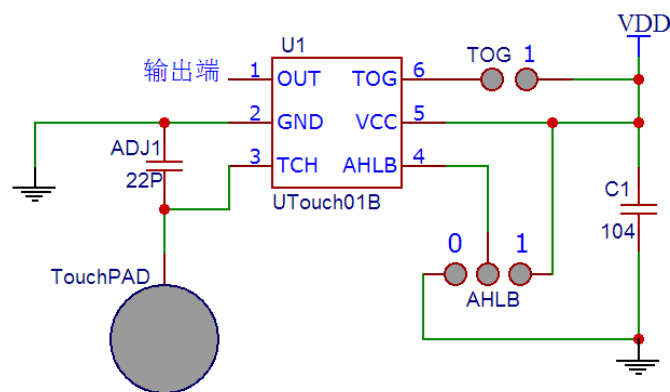 VDD
U1
TOG 1
输出端 1 OUT TOG 6
2 GND VCC 5
ADJ1
22P
3 TCH AHLB 4
UTouch01B
C1
104
0 1
AHLB
TouchPAD